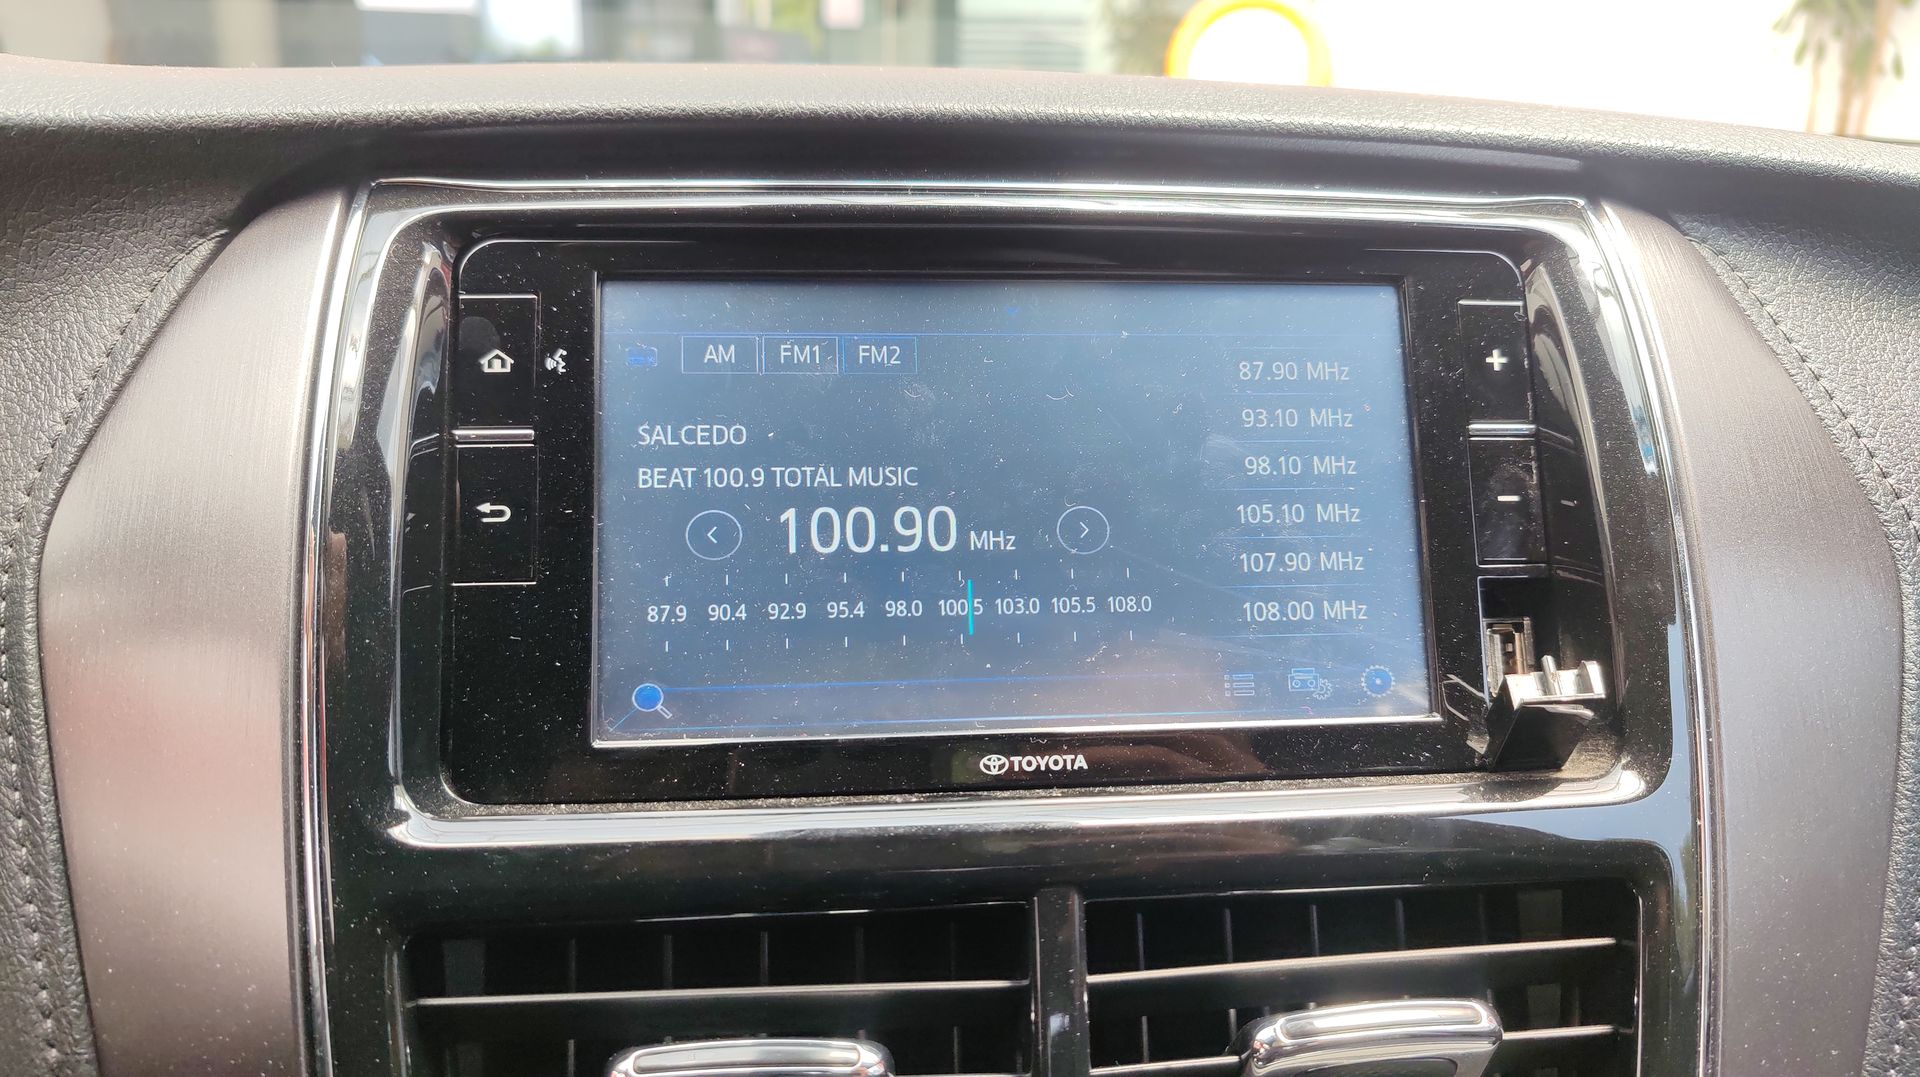 AM FM1 FM2
SALCEDO
BEAT 100.9 TOTAL MUSIC
100.90 MHz
87.9 90.4 92.9 95.4 98.0 100.5 103.0 105.5 108.0
87.90 MHz
93.10 MHz
98.10 MHz
105.10 MHz
107.90 MHz
108.00 MHz
+
-
TOYOTA